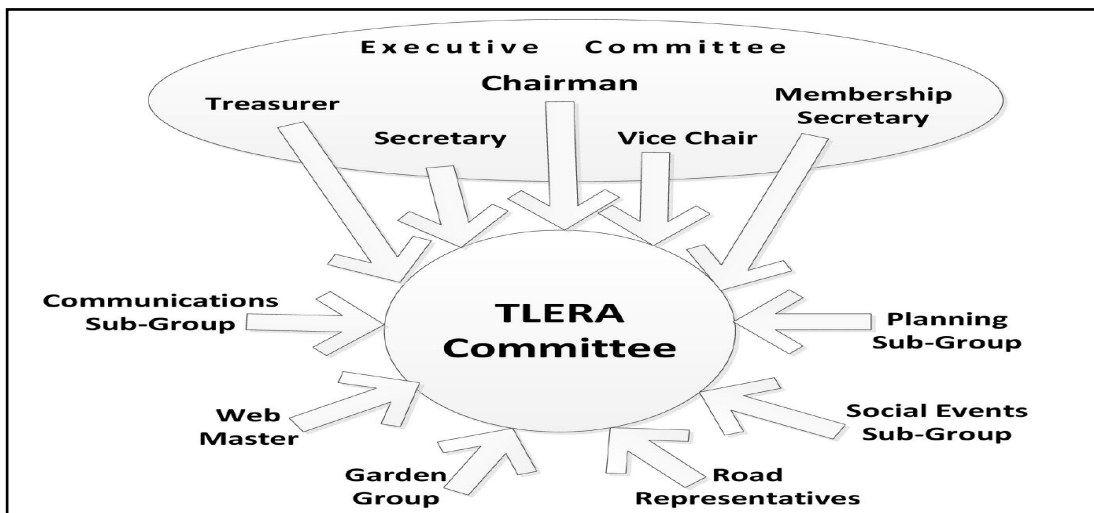 Executive Committee
Chairman
Treasurer
Membership
Secretary
Secretary
Vice Chair
TLERA
Committee
Communications
Sub-Group
Planning
Sub-Group
Web
Master
Social Events
Sub-Group
Garden
Group
Road
Representatives